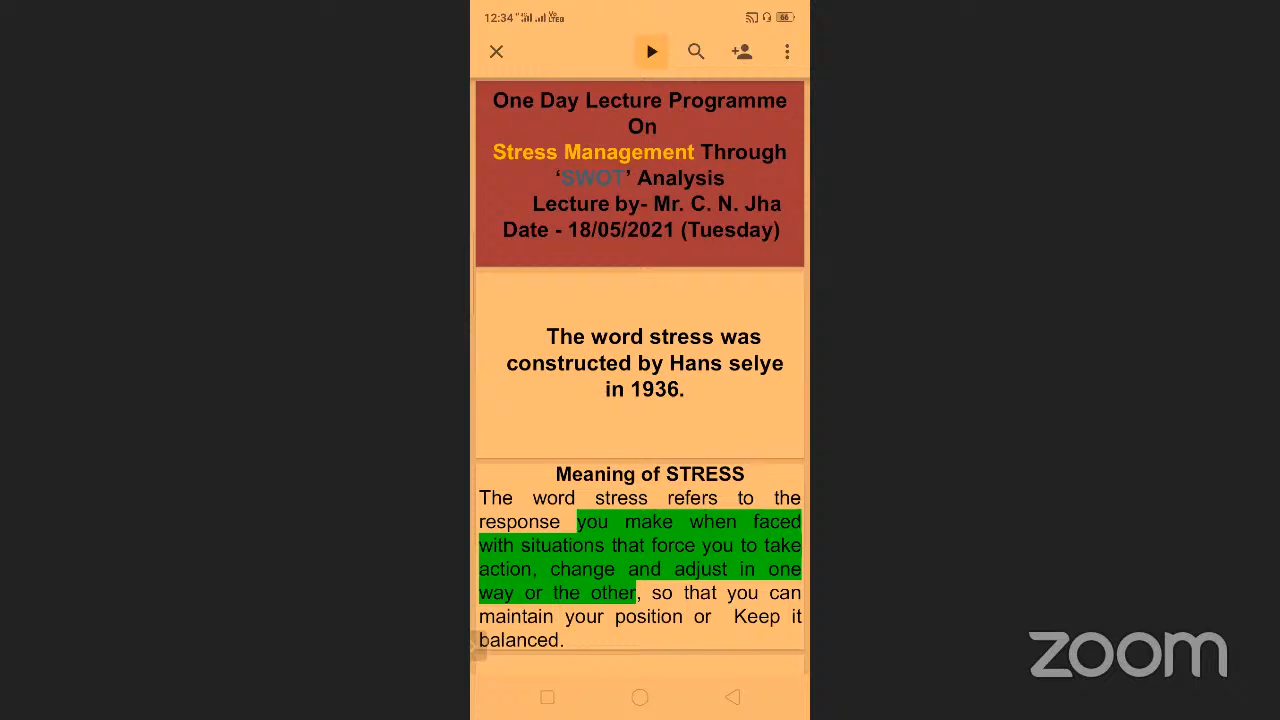 12:34
66
One Day Lecture Programme
On
Stress Management Through
‘SWOT’ Analysis
Lecture by- Mr. C. N. Jha
Date - 18/05/2021 (Tuesday)
The word stress was
constructed by Hans selye
in 1936.
Meaning of STRESS
The word stress refers to the
response you make when faced
with situations that force you to take
action, change and adjust in one
way or the other, so that you can
maintain your position or Keep it
balanced.
zoom